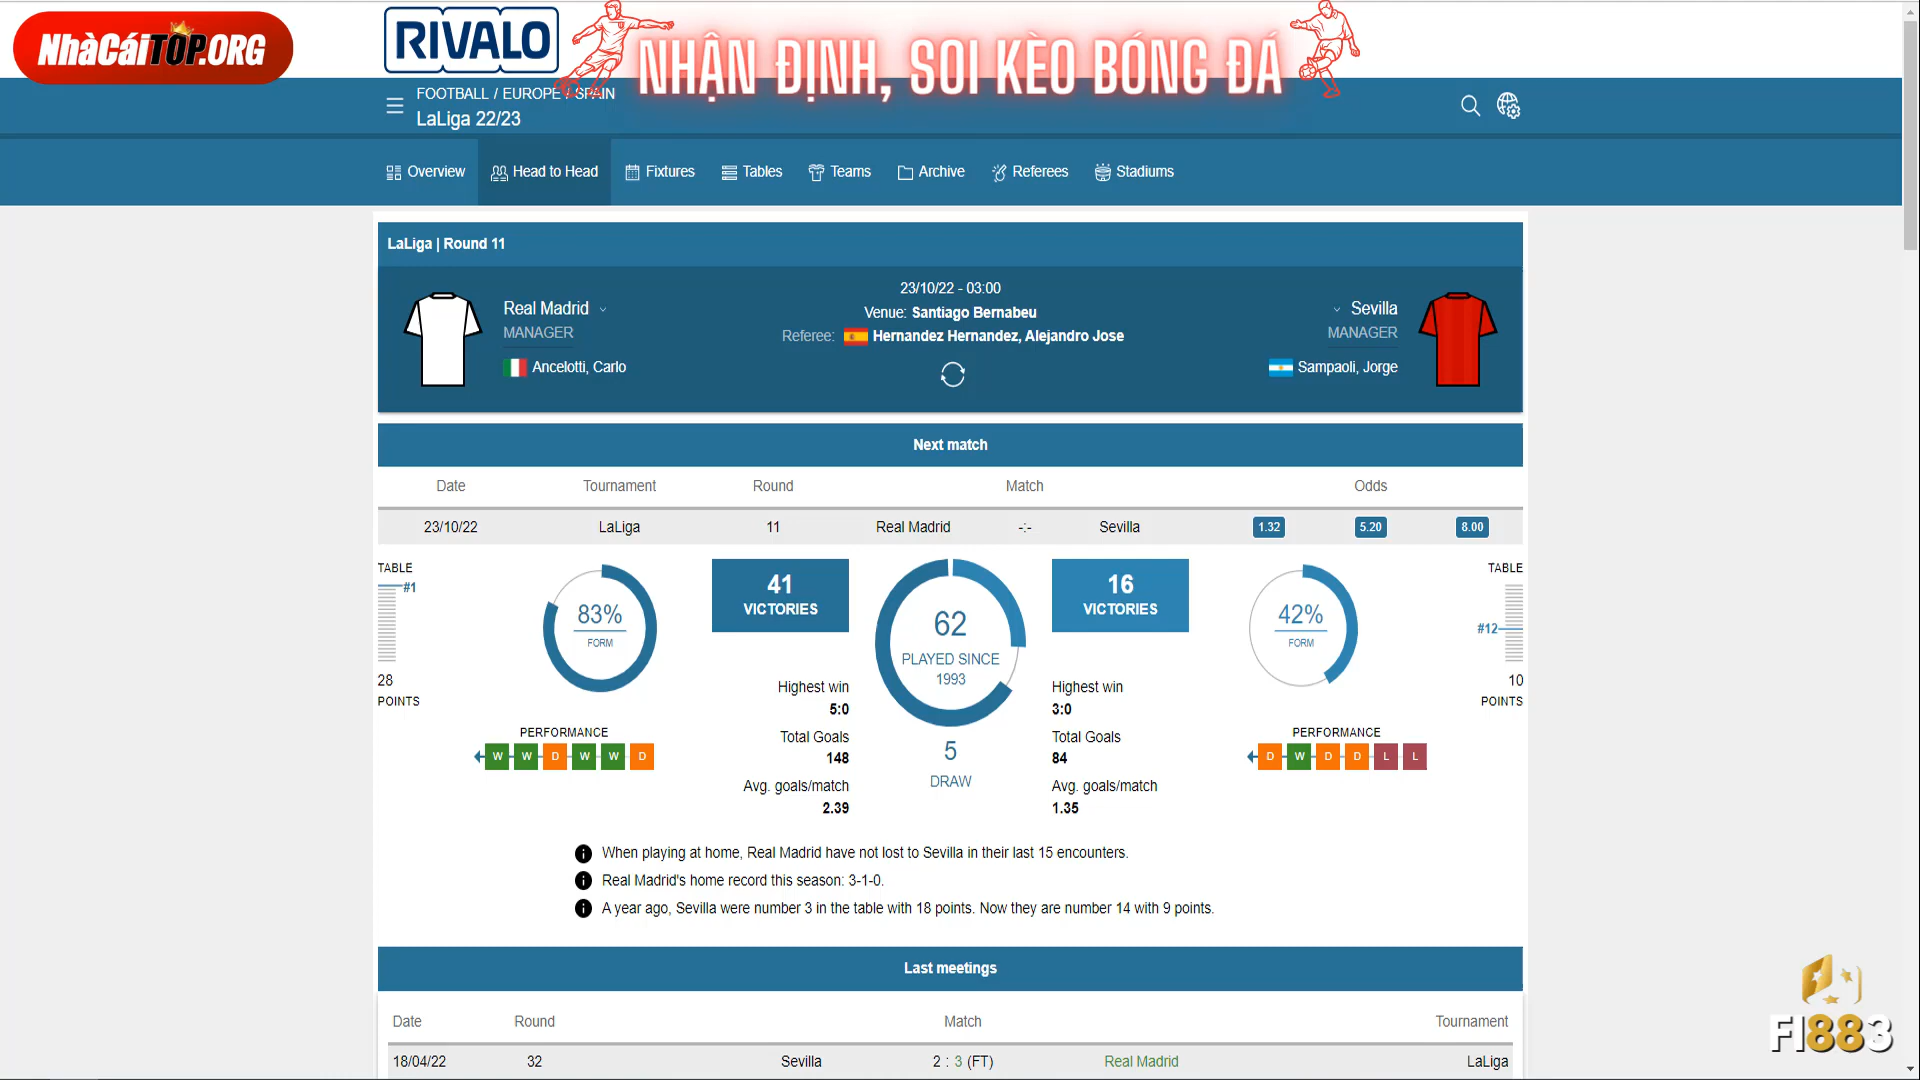 NHÀCÁITOP.ORG
RIVALO
NHẬN ĐỊNH, SOI KÈO BÓNG ĐÁ
FOOTBALL / EUROPE / SPAIN
LaLiga 22/23
Overview Head to Head Fixtures Tables Teams Archive Referees Stadiums
LaLiga | Round 11
23/10/22 - 03:00
Real Madrid Venue: Santiago Bernabeu Sevilla
MANAGER Referee: Hernandez Hernandez, Alejandro Jose MANAGER
Ancelotti, Carlo Sampaoli, Jorge
Next match
Date Tournament Round Match Odds
23/10/22 LaLiga 11 Real Madrid -:- Sevilla 1.32 5.20 8.00
TABLE
#1
28
POINTS
83%
FORM
PERFORMANCE
W W D W W D
41
VICTORIES
Highest win
5:0
Total Goals
148
Avg. goals/match
2.39
62
PLAYED SINCE
1993
5
DRAW
16
VICTORIES
Highest win
3:0
Total Goals
84
Avg. goals/match
1.35
42%
FORM
PERFORMANCE
D W D D L L
TABLE
#12
10
POINTS
When playing at home, Real Madrid have not lost to Sevilla in their last 15 encounters.
Real Madrid's home record this season: 3-1-0.
A year ago, Sevilla were number 3 in the table with 18 points. Now they are number 14 with 9 points.
Last meetings
Date Round Match Tournament
18/04/22 32 Sevilla 2 : 3 (FT) Real Madrid LaLiga
FI883